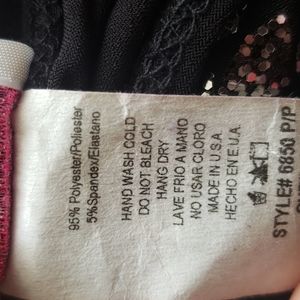 95% Polyester/Poliester
5%Spandex/Elastano
HAND WASH COLD
DO NOT BLEACH
HANG DRY
LAVE FRIO A MANO
NO USAR CLORO
MADE IN U.S.A
HECHO EN E.U.A.
STYLE# 6850 P/P